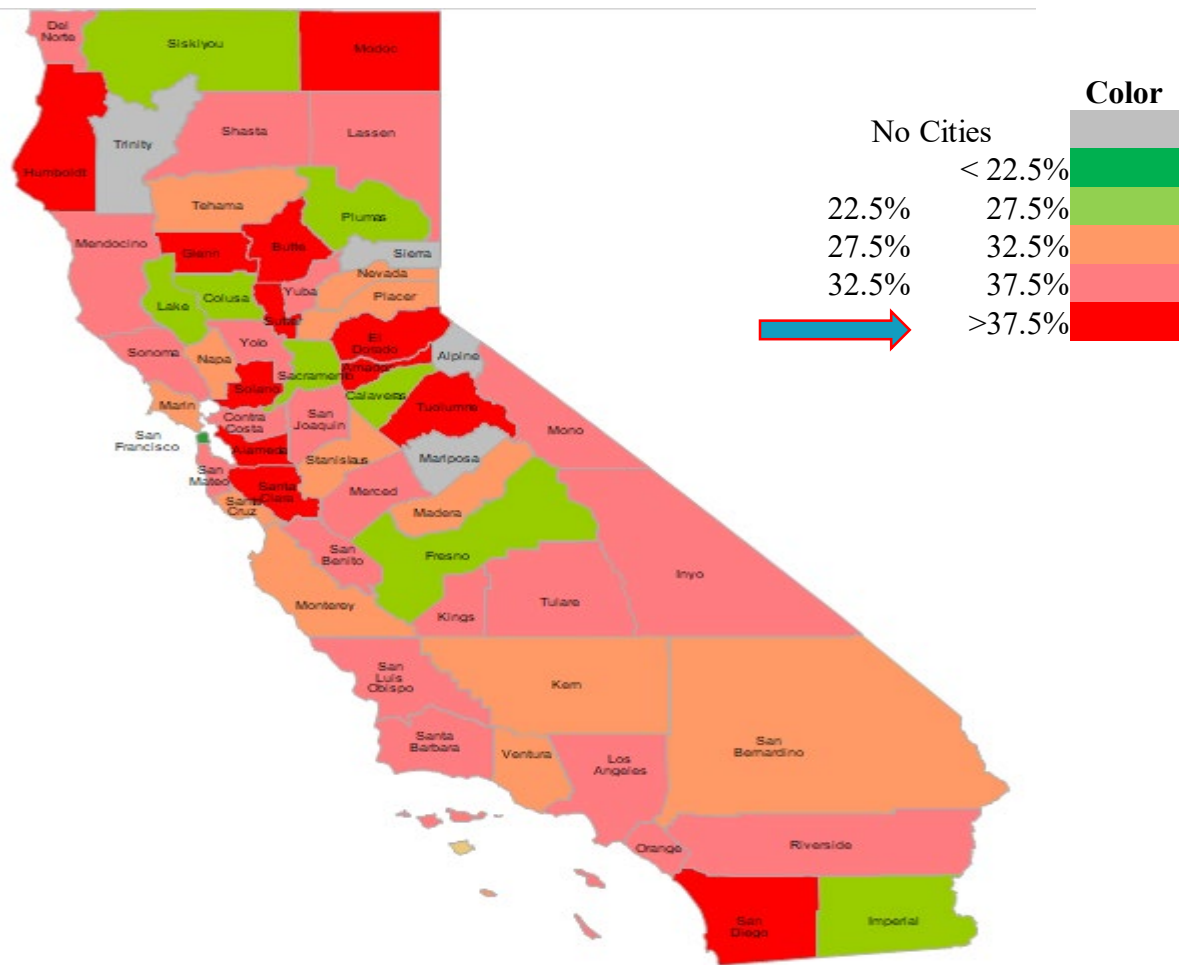 Del
Norte
Siskiyou
Modoc
Humboldt
Trinity
Shasta
Lassen
Tehama
Plumas
Mendocino
Glenn
Butte
Sierra
Nevada
Placer
Lake
Colusa
Sutter
Yuba
Sonoma
Napa
Yolo
Sacramento
El
Dorado
Amador
Alpine
Solano
Calaveras
Marin
Contra
Costa
San
Joaquin
Tuolumne
Mono
San
Francisco
Alameda
Stanislaus
Mariposa
San
Mateo
Santa
Clara
Santa
Cruz
Merced
Madera
San
Benito
Fresno
Inyo
Monterey
Kings
Tulare
San
Luis
Obispo
Kern
Santa
Barbara
Ventura
Los
Angeles
San
Bernardino
Orange
Riverside
San
Diego
Imperial
Color
No Cities
< 22.5%
22.5% 27.5%
27.5% 32.5%
32.5% 37.5%
>37.5%